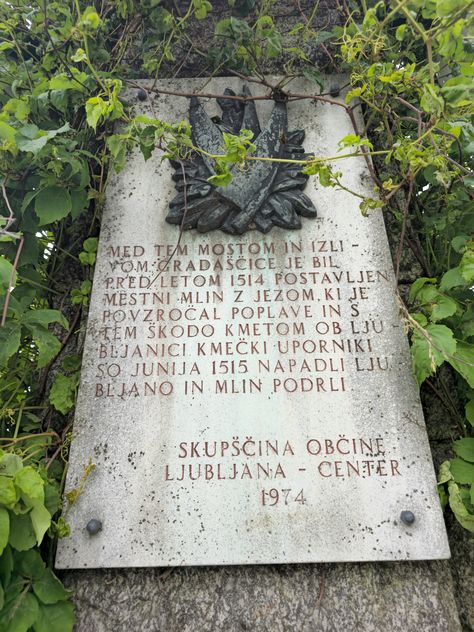 MED TEM MOSTOM IN IZLI-
VOM GRADAŠČICE JE BIL
PRED LETOM 1514 POSTAVLJEN
MESTNI MLIN Z JEZOM, KI JE
POVZROČAL POPLAVE IN S
TEM ŠKODO KMETOM OB LJU
BLJANICI KMEČKI UPORNIKI
SO JUNIJA 1515 NAPADLI LJU
BLJANO IN MLIN PODRLI
SKUPŠČINA OBČINE
LJUBLJANA - CENTER
1974